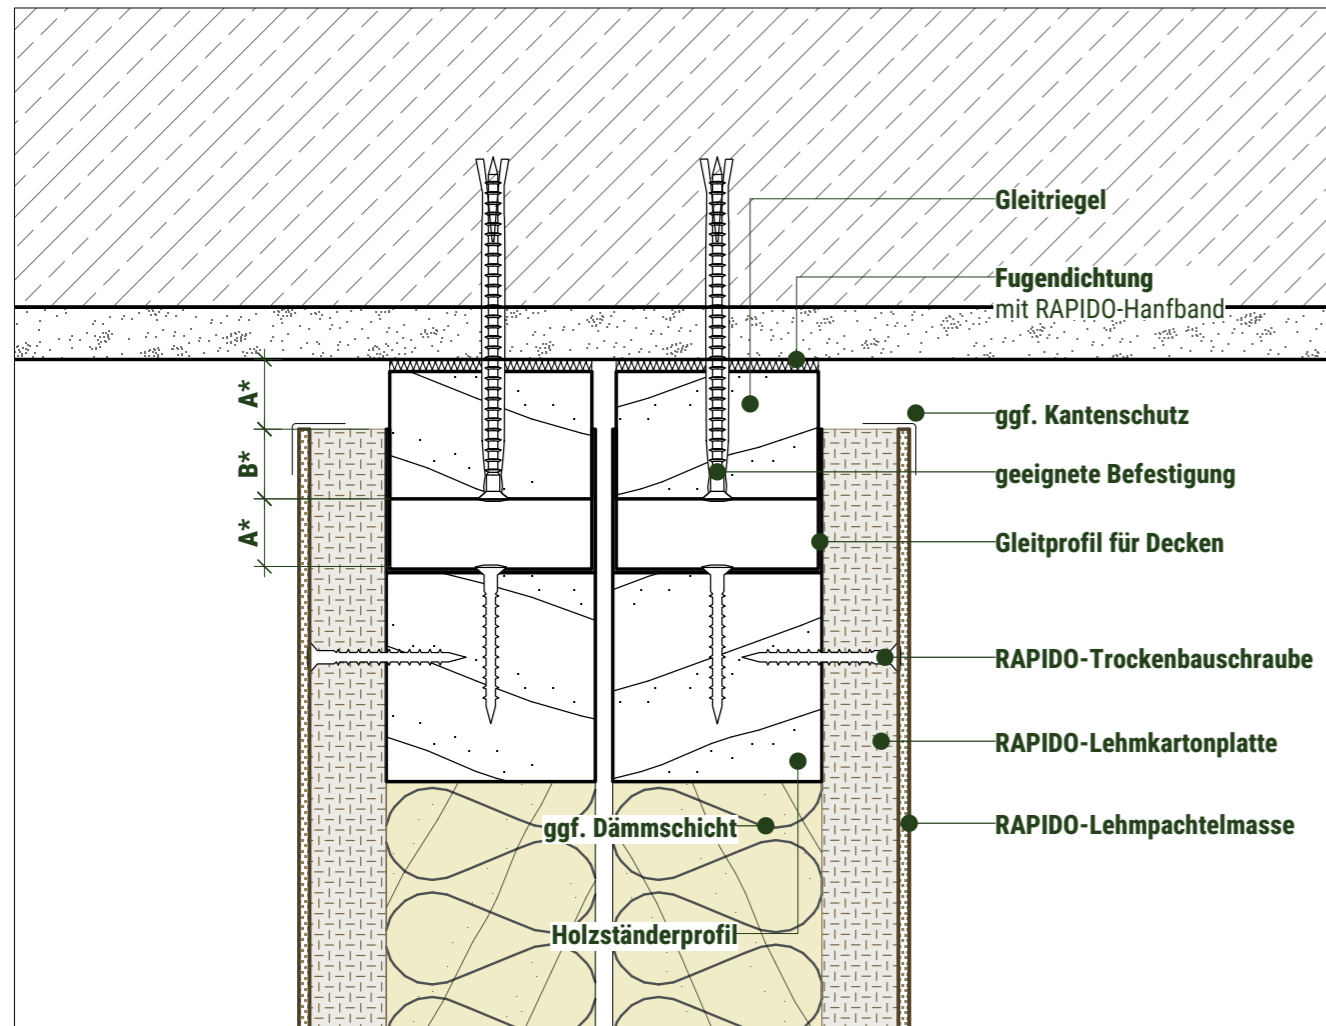 Gleitriegel
Fugendichtung
mit RAPIDO-Hanfband
A*
ggf. Kantenschutz
B*
geeignete Befestigung
A*
Gleitprofil für Decken
RAPIDO-Trockenbauschraube
RAPIDO-Lehmkartonplatte
ggf. Dämmschicht
RAPIDO-Lehmpachtelmasse
Holzständerprofil